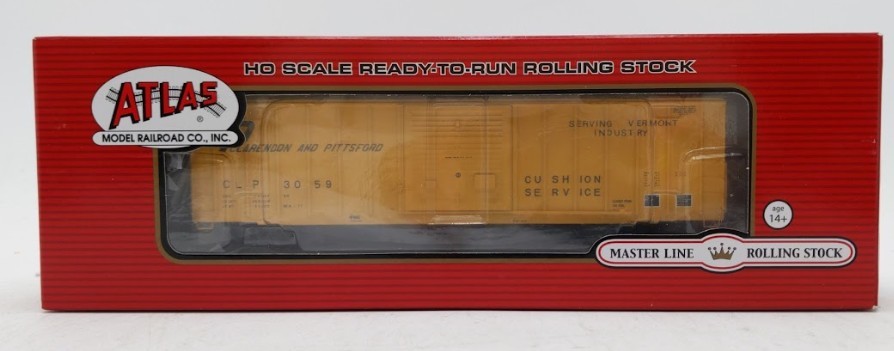 HO SCALE READY-TO-RUN ROLLING STOCK
ATLAS
®
MODEL RAILROAD CO., INC.
CLARENDON AND PITTSFORD
CLP 3059
SERVING VERMONT
INDUSTRY
CUSHION
SERVICE
age
14+
MASTER LINE ROLLING STOCK